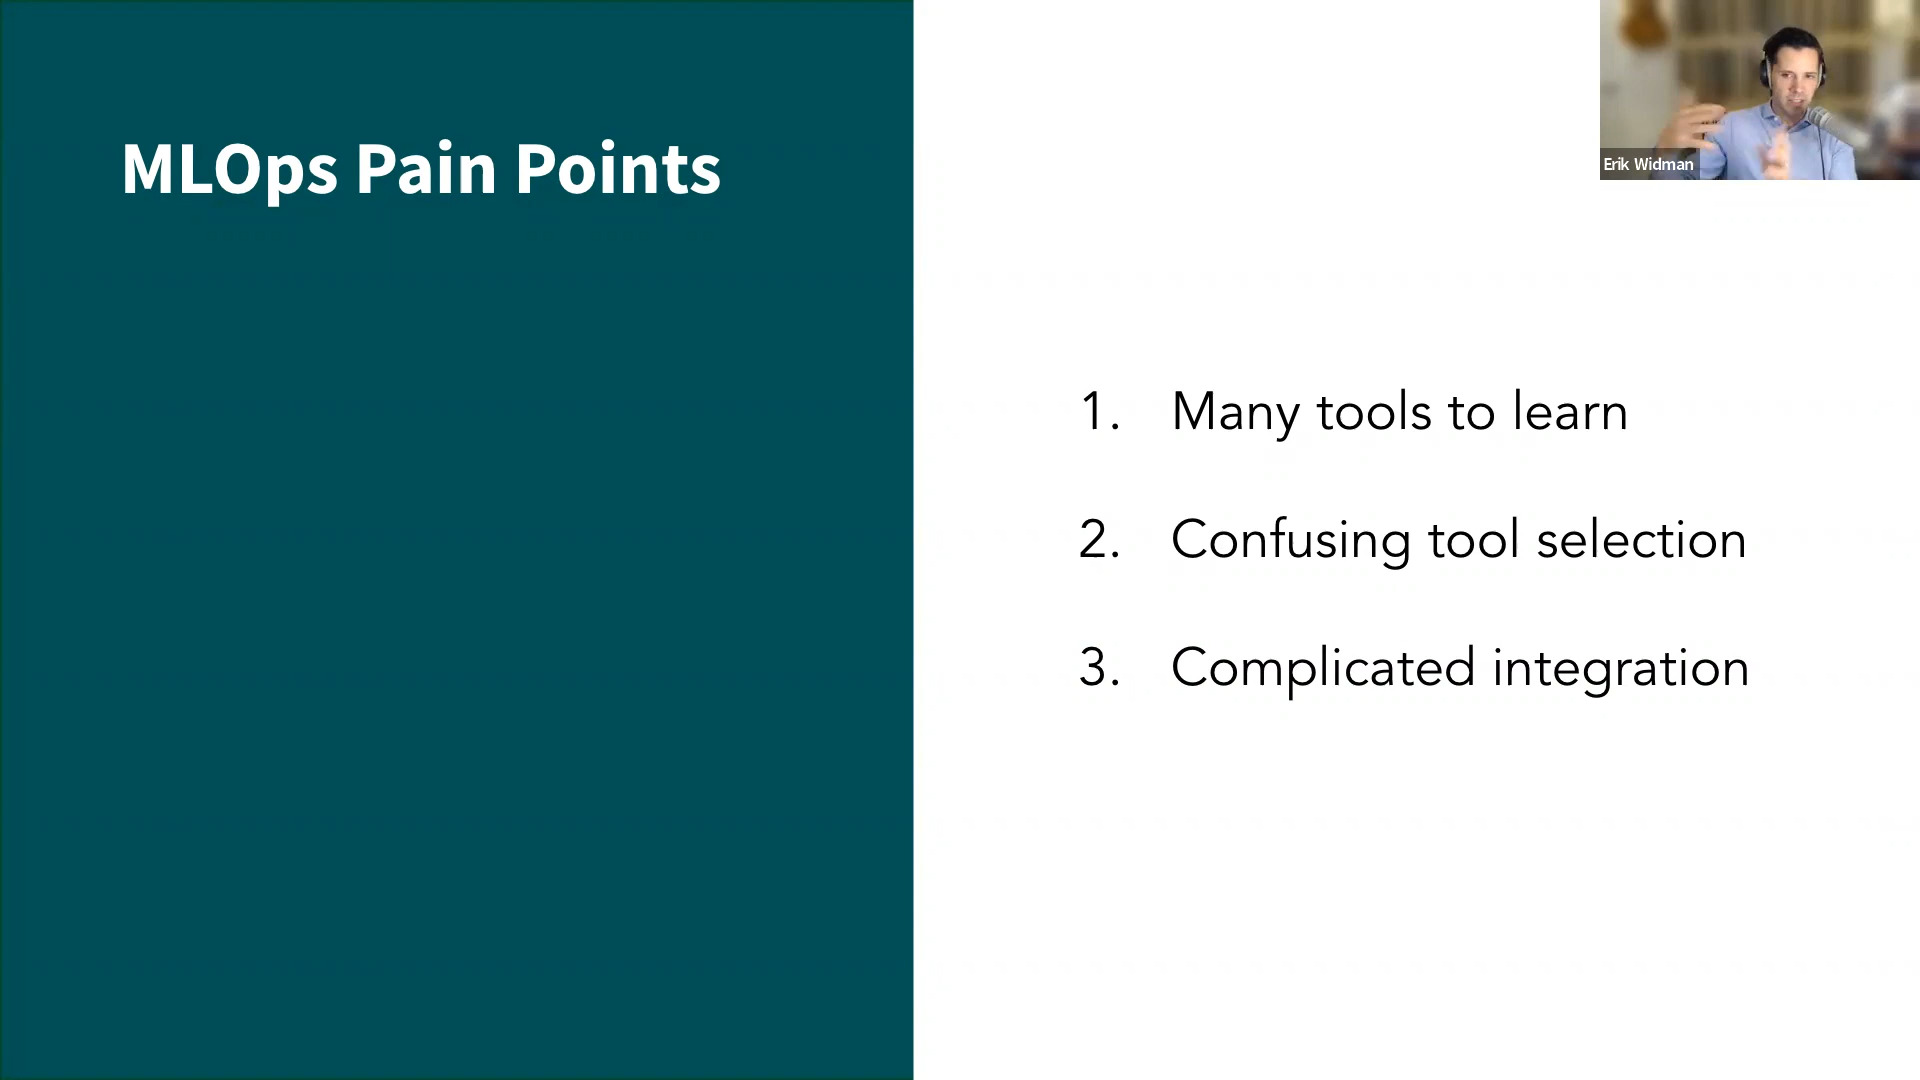 MLOps Pain Points
Erik Widman
1. Many tools to learn
2. Confusing tool selection
3. Complicated integration